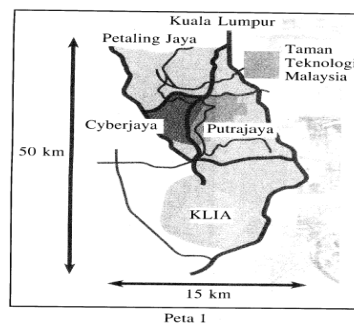 Kuala Lumpur
Petaling Jaya
Taman
Teknologi
Malaysia
Cyberjaya
Putrajaya
50 km
KLIA
15 km
Peta 1